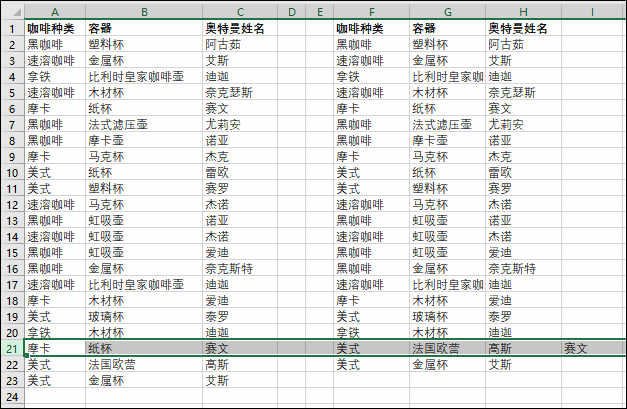 A B C D E F G H I
1 咖啡种类 容器 奥特曼姓名 咖啡种类 容器 奥特曼姓名
2 黑咖啡 塑料杯 阿古茹 黑咖啡 塑料杯 阿古茹
3 速溶咖啡 金属杯 艾斯 速溶咖啡 金属杯 艾斯
4 拿铁 比利时皇家咖啡壶 迪迦 拿铁 比利时皇家咖 迪迦
5 速溶咖啡 木材杯 奈克瑟斯 速溶咖啡 木材杯 奈克瑟斯
6 摩卡 纸杯 赛文 摩卡 纸杯 赛文
7 黑咖啡 法式滤压壶 尤莉安 黑咖啡 法式滤压壶 尤莉安
8 黑咖啡 摩卡壶 诺亚 黑咖啡 摩卡壶 诺亚
9 摩卡 马克杯 杰克 摩卡 马克杯 杰克
10 美式 纸杯 雷欧 美式 纸杯 雷欧
11 美式 塑料杯 赛罗 美式 塑料杯 赛罗
12 速溶咖啡 马克杯 杰诺 速溶咖啡 马克杯 杰诺
13 黑咖啡 虹吸壶 诺亚 黑咖啡 虹吸壶 诺亚
14 速溶咖啡 虹吸壶 杰诺 速溶咖啡 虹吸壶 杰诺
15 黑咖啡 虹吸壶 爱迪 黑咖啡 虹吸壶 爱迪
16 黑咖啡 金属杯 奈克斯特 黑咖啡 金属杯 奈克斯特
17 速溶咖啡 比利时皇家咖啡壶 迪迦 速溶咖啡 比利时皇家咖 迪迦
18 摩卡 木材杯 爱迪 摩卡 木材杯 爱迪
19 美式 玻璃杯 泰罗 美式 玻璃杯 泰罗
20 拿铁 木材杯 迪迦 拿铁 木材杯 迪迦
21 摩卡 纸杯 赛文 美式 法国欧蕾 高斯 赛文
22 美式 法国欧蕾 高斯 美式 金属杯 艾斯
23 美式 金属杯 艾斯
24